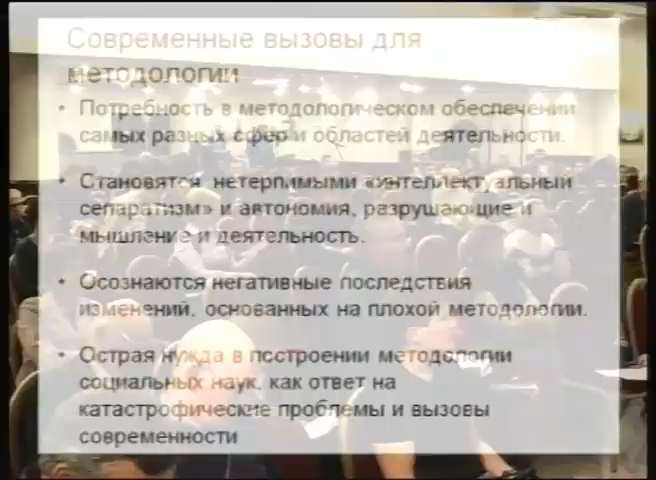 Современные вызовы для
методологии
• Потребность в методологическом обеспечении
самых разных сфер и областей деятельности.
• Становятся нетерпимыми «интеллектуальный
сепаратизм» и автономия, разрушающие и
мышление и деятельность.
• Осознаются негативные последствия
изменений, основанных на плохой методологии.
• Острая нужда в построении методологии
социальных наук, как ответ на
катастрофические проблемы и вызовы
современности